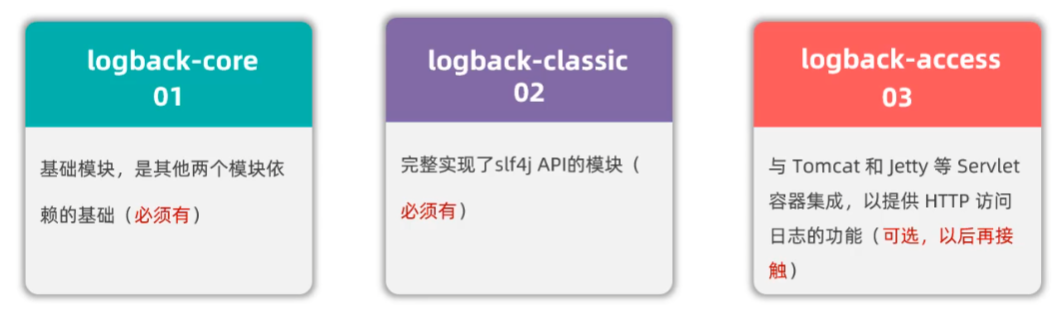 logback-core
01
基础模块，是其他两个模块依
赖的基础（必须有）
logback-classic
02
完整实现了slf4j API的模块（
必须有）
logback-access
03
与 Tomcat 和 Jetty 等 Servlet
容器集成，以提供 HTTP 访问
日志的功能（可选，以后再接
触）